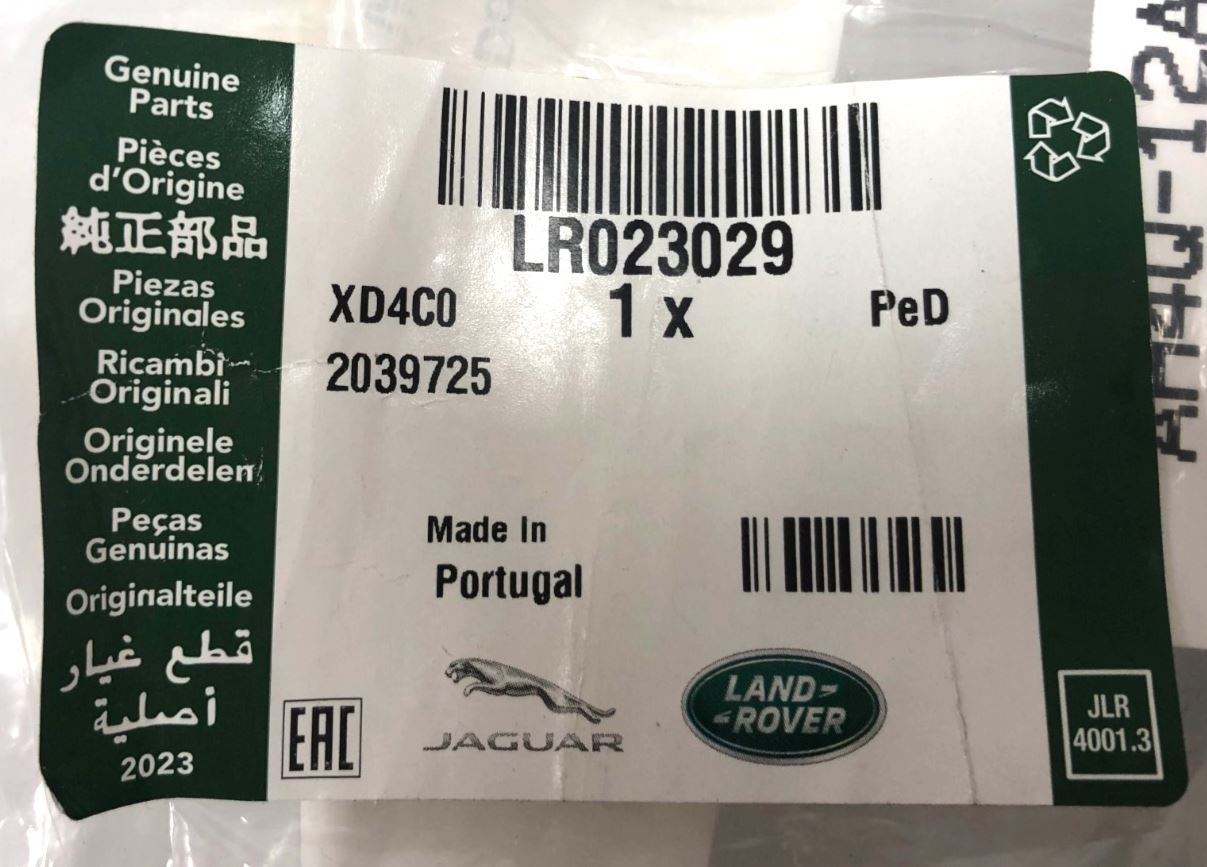 Genuine
Parts
Pièces
d'Origine
純正部品
Piezas
Originales
Ricambi
Originali
Originele
Onderdelen
Peças
Genuinas
Originalteile
قطع غيار
أصلية
2023
LR023029
XD4C0 1 x PeD
2039725
Made In
Portugal
EAC
JAGUAR
LAND-
-ROVER
JLR
4001.3